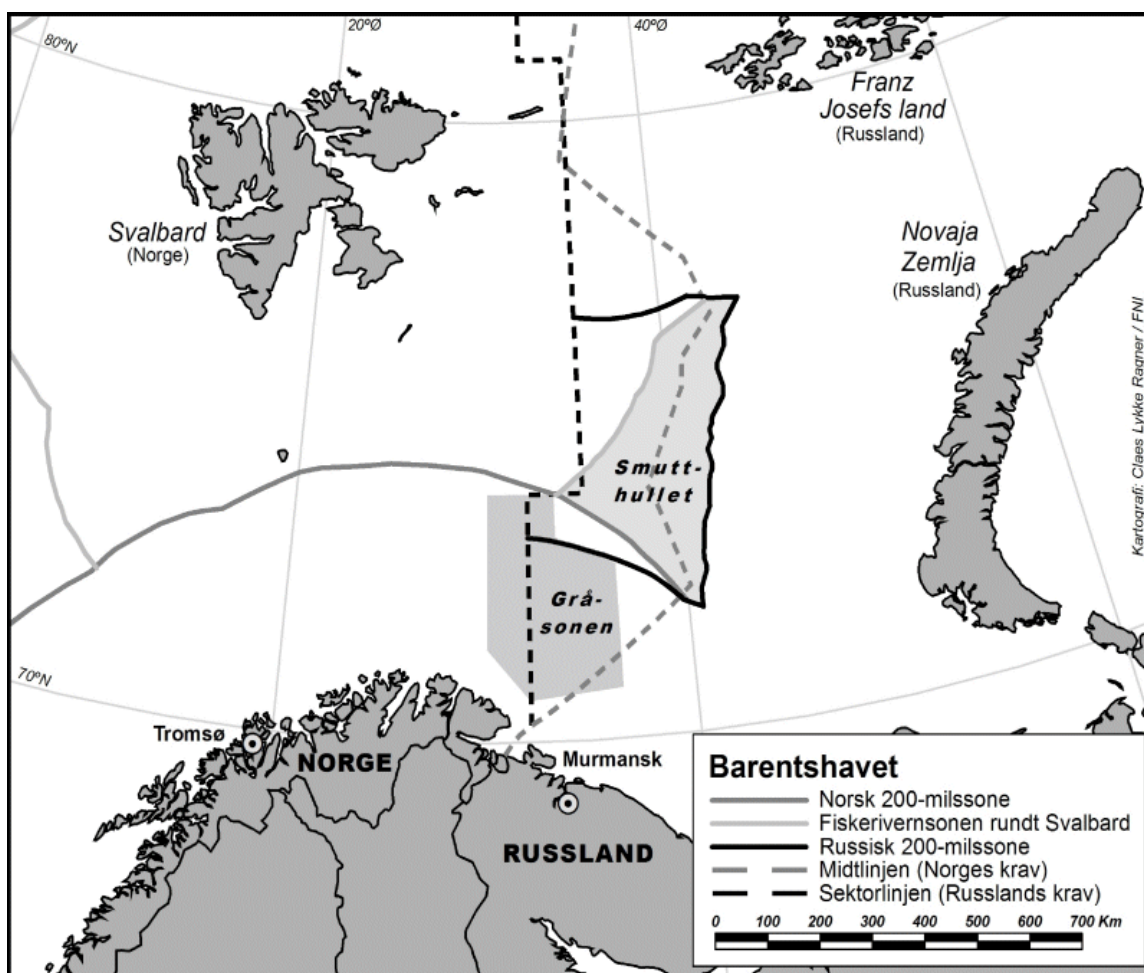 20ºØ
40ºØ
80ºN
Franz
Josefs land
(Russland)
Svalbard
(Norge)
Novaja
Zemlja
(Russland)
Smutt-
hullet
Grå-
sonen
70ºN
Tromsø
NORGE
Murmansk
RUSSLAND
Kartografi: Claes Lykke Ragner / FNI
Barentshavet
Norsk 200-milssone
Fiskerivernsonen rundt Svalbard
Russisk 200-milssone
Midtlinjen (Norges krav)
Sektorlinjen (Russlands krav)
0 100 200 300 400 500 600 700 Km